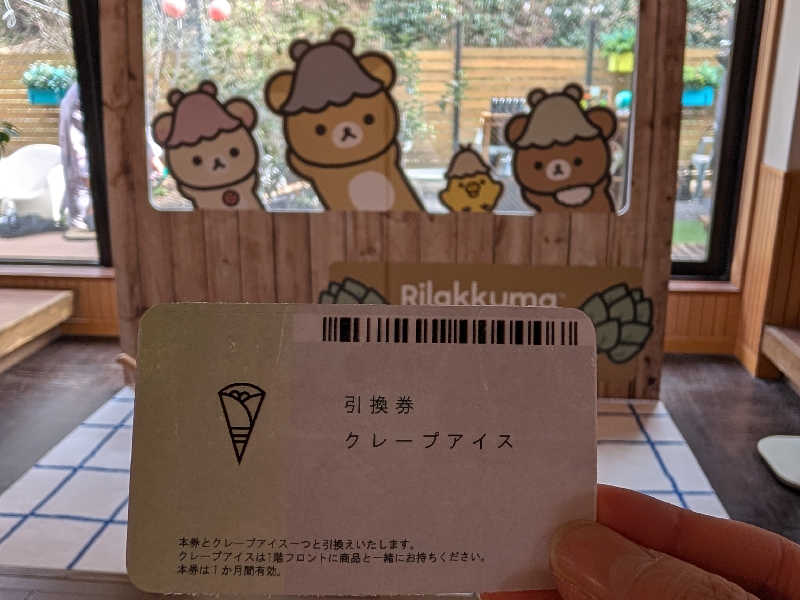 Rilakkuma
引換券
クレープアイス
本券とクレープアイス一つと引換えいたします。
クレープアイスは1階フロントに商品と一緒にお持ちください。
本券は1か月間有効。